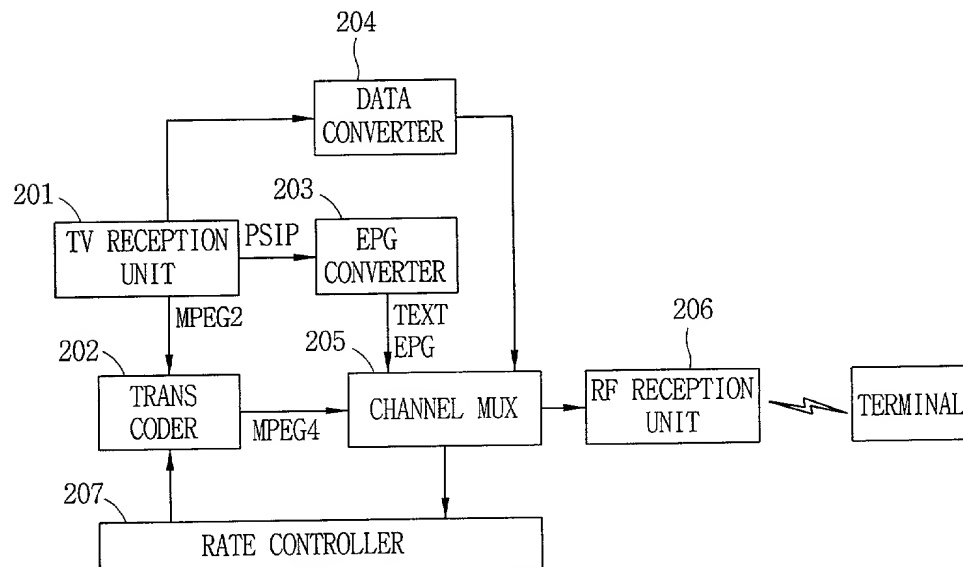 204
DATA
CONVERTER
201
TV RECEPTION
UNIT
PSIP
203
EPG
CONVERTER
MPEG2
TEXT
EPG
202
TRANS
CODER
MPEG4
205
CHANNEL MUX
206
RF RECEPTION
UNIT
TERMINAL
207
RATE CONTROLLER